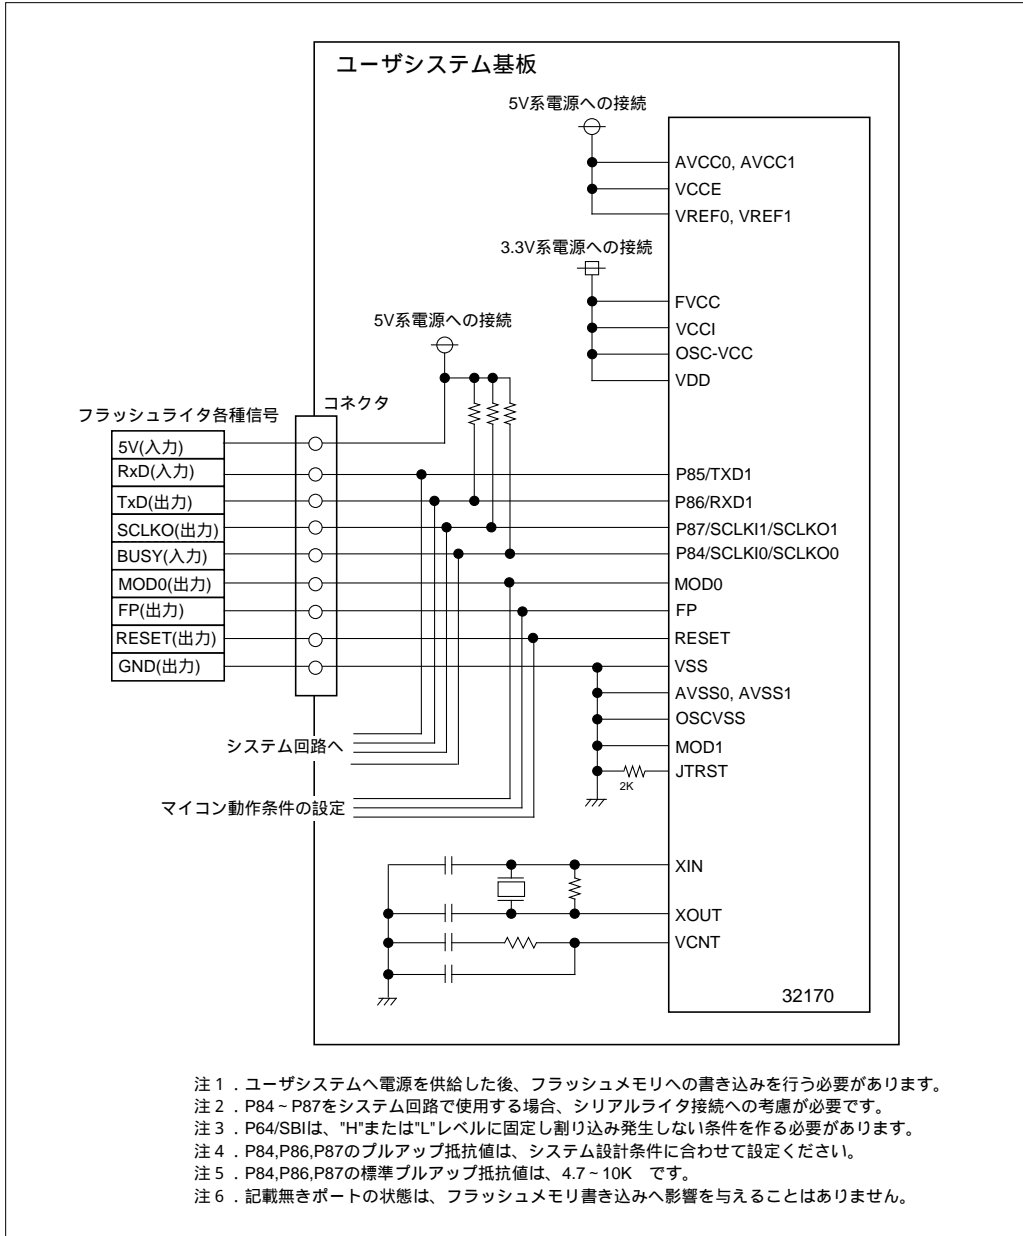 ユーザシステム基板
5V系電源への接続
AVCC0, AVCC1
VCCE
VREF0, VREF1
3.3V系電源への接続
FVCC
VCCI
OSC-VCC
VDD
5V系電源への接続
コネクタ
フラッシュライタ各種信号
5V(入力)
RxD(入力)
P85/TXD1
TxD(出力)
P86/RXD1
SCLKO(出力)
P87/SCLKI1/SCLKO1
BUSY(入力)
P84/SCLKI0/SCLKO0
MOD0(出力)
MOD0
FP(出力)
FP
RESET(出力)
RESET
GND(出力)
VSS
AVSS0, AVSS1
OSCVSS
システム回路へ
MOD1
JTRST
2K
マイコン動作条件の設定
XIN
XOUT
VCNT
32170
注1．ユーザシステムへ電源を供給した後、フラッシュメモリへの書き込みを行う必要があります。
注2．P84~P87をシステム回路で使用する場合、シリアルライタ接続への考慮が必要です。
注3．P64/SBIは、"H"または"L"レベルに固定し割り込み発生しない条件を作る必要があります。
注4．P84,P86,P87のプルアップ抵抗値は、システム設計条件に合わせて設定ください。
注5．P84,P86,P87の標準プルアップ抵抗値は、4.7~10K　です。
注6．記載無きポートの状態は、フラッシュメモリ書き込みへ影響を与えることはありません。